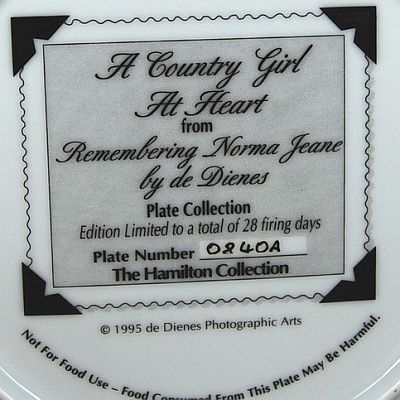 A Country Girl
At Heart
from
Remembering Norma Jeane
by de Dienes
Plate Collection
Edition Limited to a total of 28 firing days
Plate Number 0240A
The Hamilton Collection
© 1995 de Dienes Photographic Arts
Not For Food Use – Food Consumed From This Plate May Be Harmful.